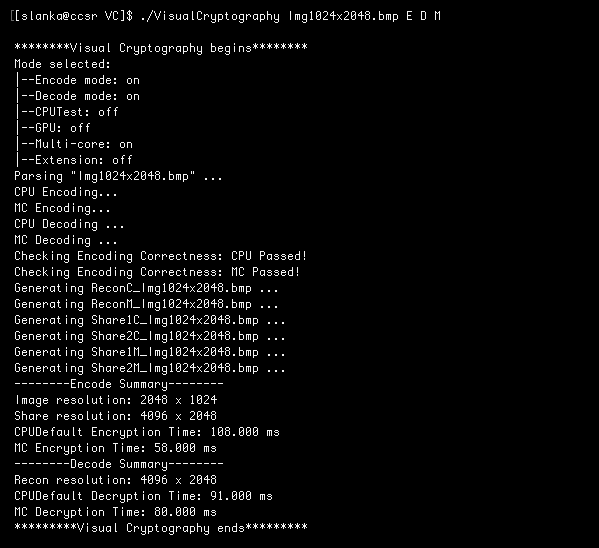 [[slanka@ccsr VC]$ ./VisualCryptography Img1024x2048.bmp E D M
********Visual Cryptography begins********
Mode selected:
|--Encode mode: on
|--Decode mode: on
|--CPUTest: off
|--GPU: off
|--Multi-core: on
|--Extension: off
Parsing "Img1024x2048.bmp" ...
CPU Encoding...
MC Encoding...
CPU Decoding ...
MC Decoding ...
Checking Encoding Correctness: CPU Passed!
Checking Encoding Correctness: MC Passed!
Generating ReconC_Img1024x2048.bmp ...
Generating ReconM_Img1024x2048.bmp ...
Generating Share1C_Img1024x2048.bmp ...
Generating Share2C_Img1024x2048.bmp ...
Generating Share1M_Img1024x2048.bmp ...
Generating Share2M_Img1024x2048.bmp ...
--------Encode Summary--------
Image resolution: 2048 x 1024
Share resolution: 4096 x 2048
CPUDefault Encryption Time: 108.000 ms
MC Encryption Time: 58.000 ms
--------Decode Summary--------
Recon resolution: 4096 x 2048
CPUDefault Decryption Time: 91.000 ms
MC Decryption Time: 80.000 ms
*********Visual Cryptography ends*********